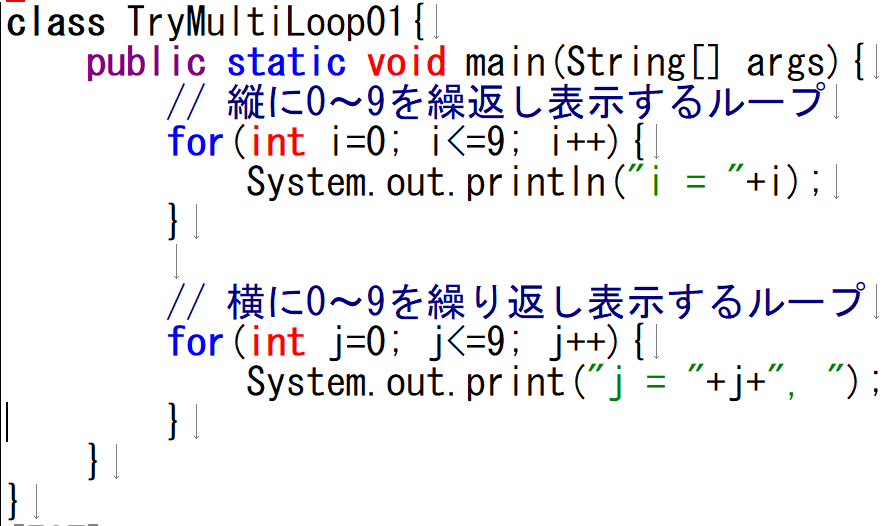 class TryMultiLoop01{
    public static void main(String[] args){
        // 縦に0～9を繰返し表示するループ
        for(int i=0; i<=9; i++){
            System.out.println("i = "+i);
        }

        // 横に0～9を繰り返し表示するループ
        for(int j=0; j<=9; j++){
            System.out.print("j = "+j+", ");
        }
    }
}